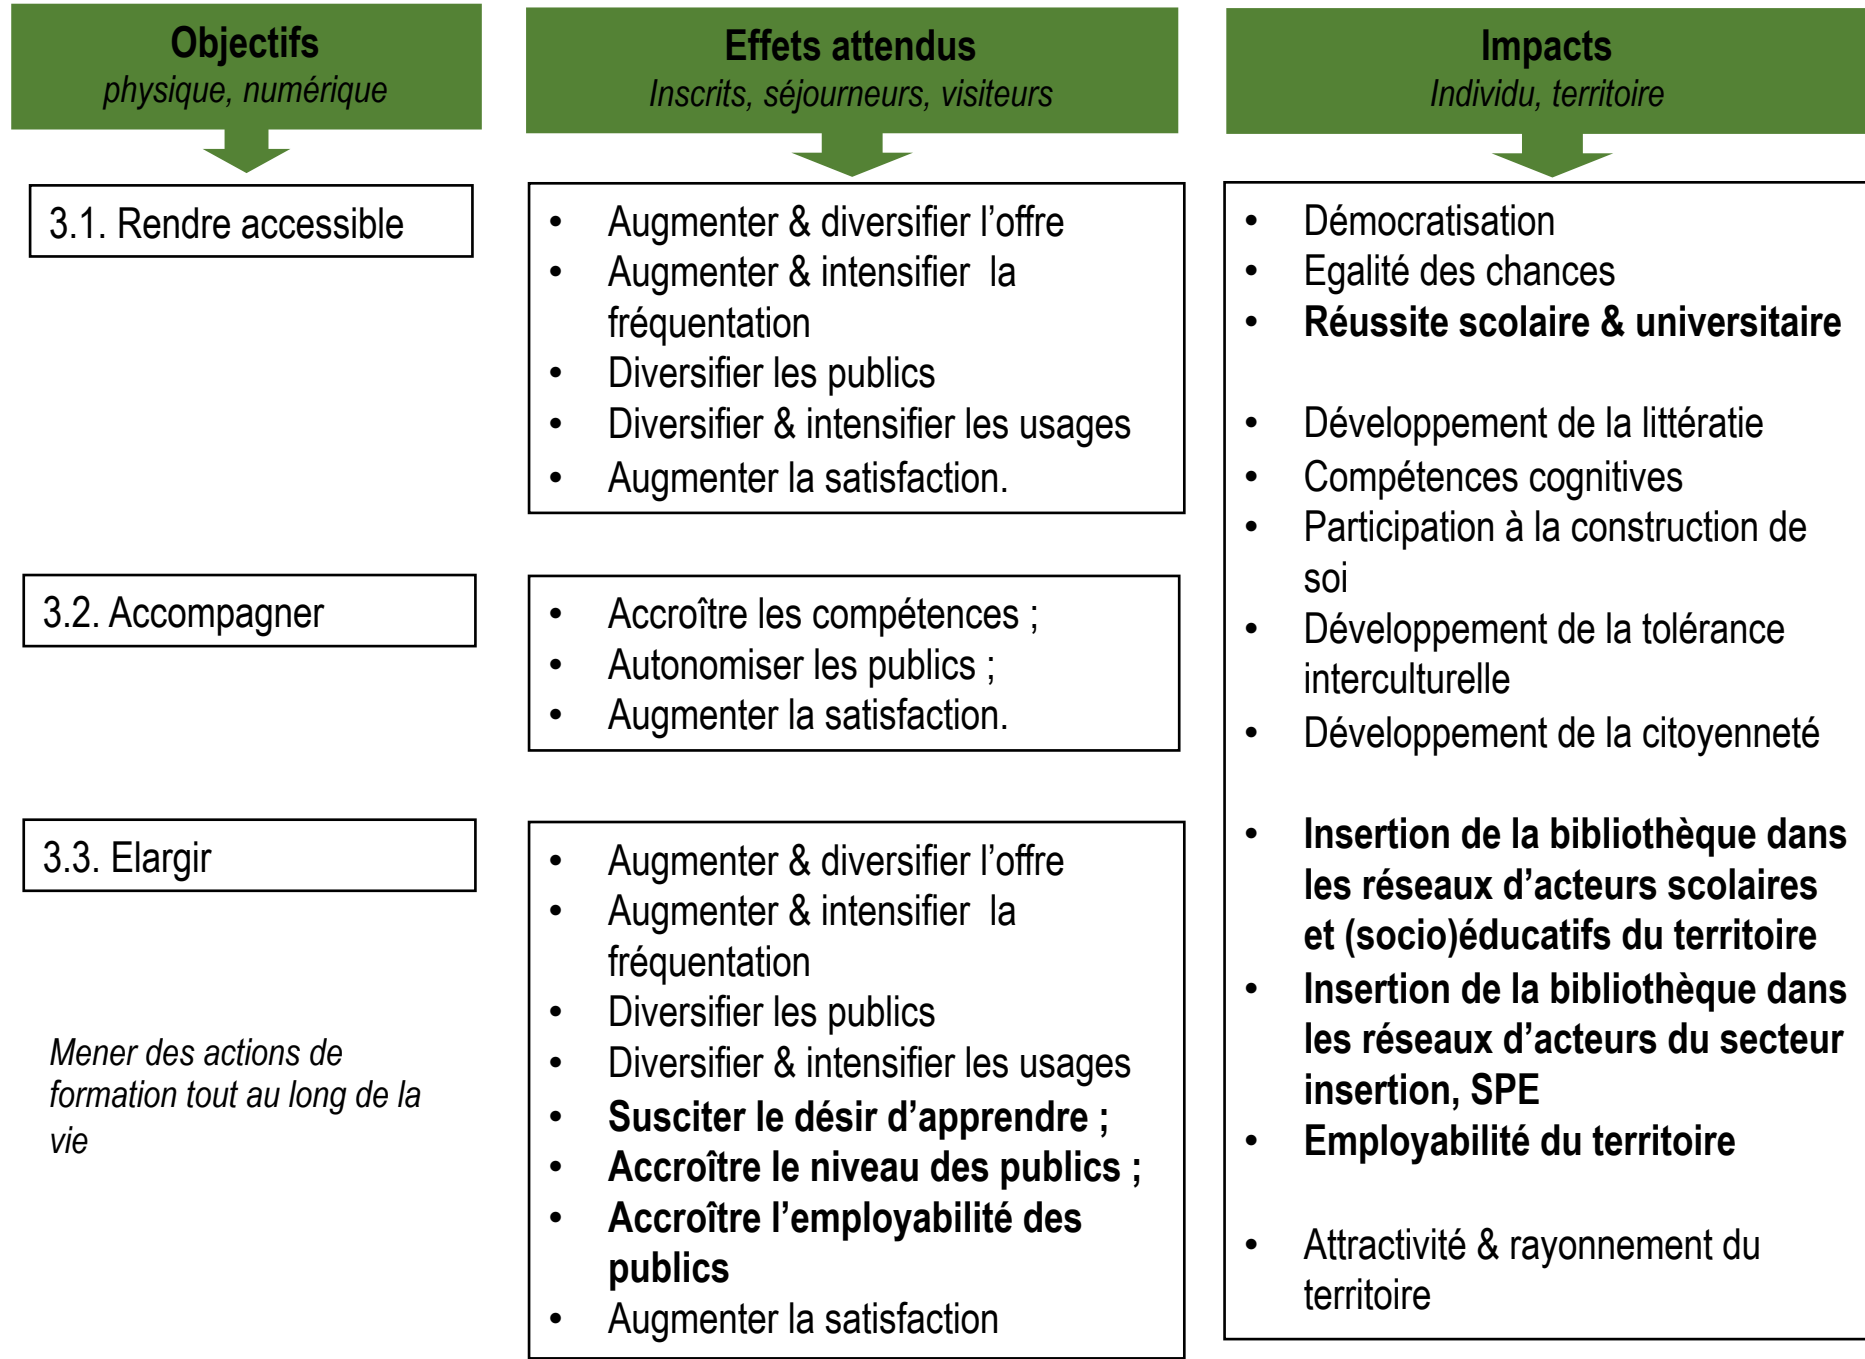 Objectifs
physique, numérique
Effets attendus
Inscrits, séjourneurs, visiteurs
Impacts
Individu, territoire
3.1. Rendre accessible
• Augmenter & diversifier l’offre
• Augmenter & intensifier la
fréquentation
• Diversifier les publics
• Diversifier & intensifier les usages
• Augmenter la satisfaction.
3.2. Accompagner
• Accroître les compétences ;
• Autonomiser les publics ;
• Augmenter la satisfaction.
3.3. Elargir
Mener des actions de
formation tout au long de la
vie
• Augmenter & diversifier l’offre
• Augmenter & intensifier la
fréquentation
• Diversifier les publics
• Diversifier & intensifier les usages
• Susciter le désir d’apprendre ;
• Accroître le niveau des publics ;
• Accroître l’employabilité des
publics
• Augmenter la satisfaction
• Démocratisation
• Egalité des chances
• Réussite scolaire & universitaire
• Développement de la littératie
• Compétences cognitives
• Participation à la construction de
soi
• Développement de la tolérance
interculturelle
• Développement de la citoyenneté
• Insertion de la bibliothèque dans
les réseaux d’acteurs scolaires
et (socio)éducatifs du territoire
• Insertion de la bibliothèque dans
les réseaux d’acteurs du secteur
insertion, SPE
• Employabilité du territoire
• Attractivité & rayonnement du
territoire